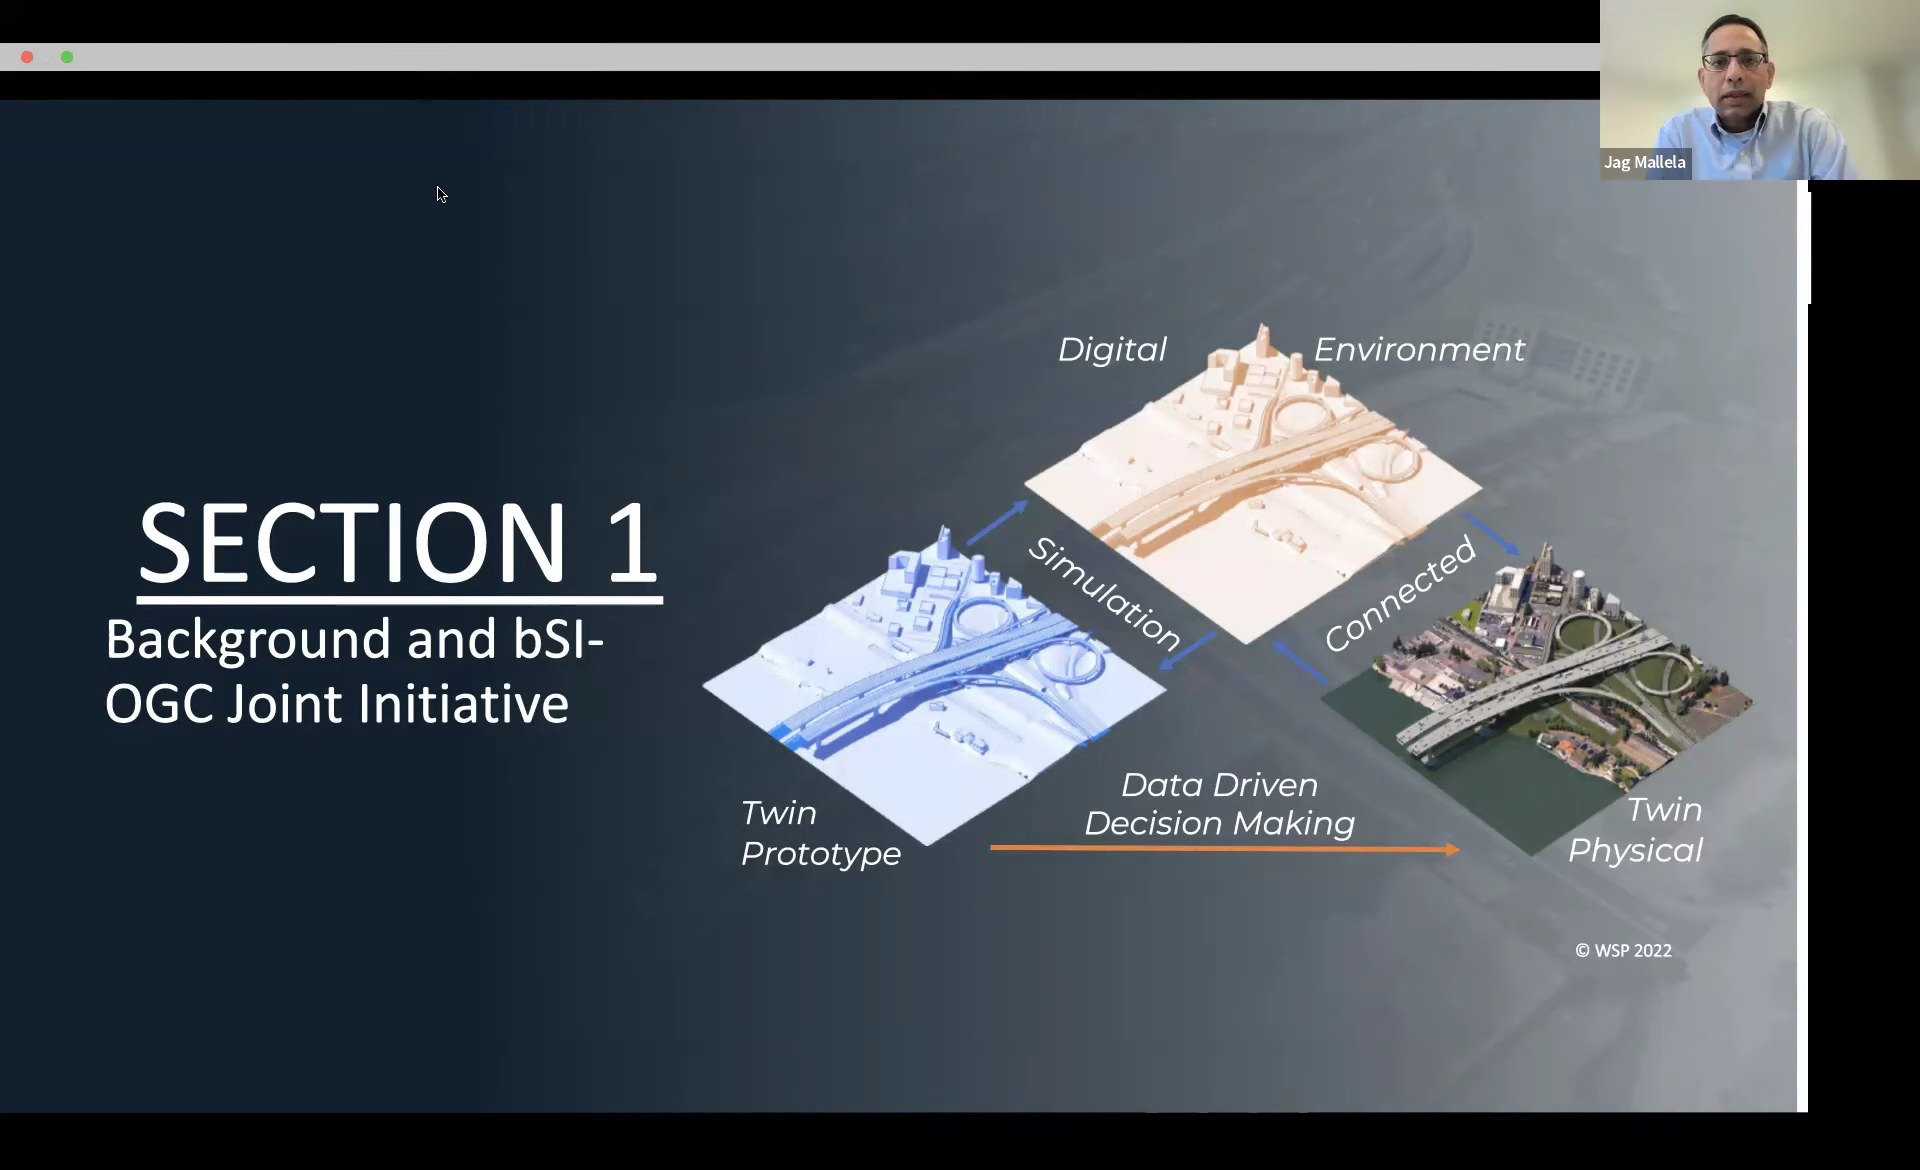 Jag Mallela
SECTION 1
Background and bSI-
OGC Joint Initiative
Digital Environment
Simulation
Connected
Twin
Prototype
Data Driven
Decision Making
Twin
Physical
© WSP 2022